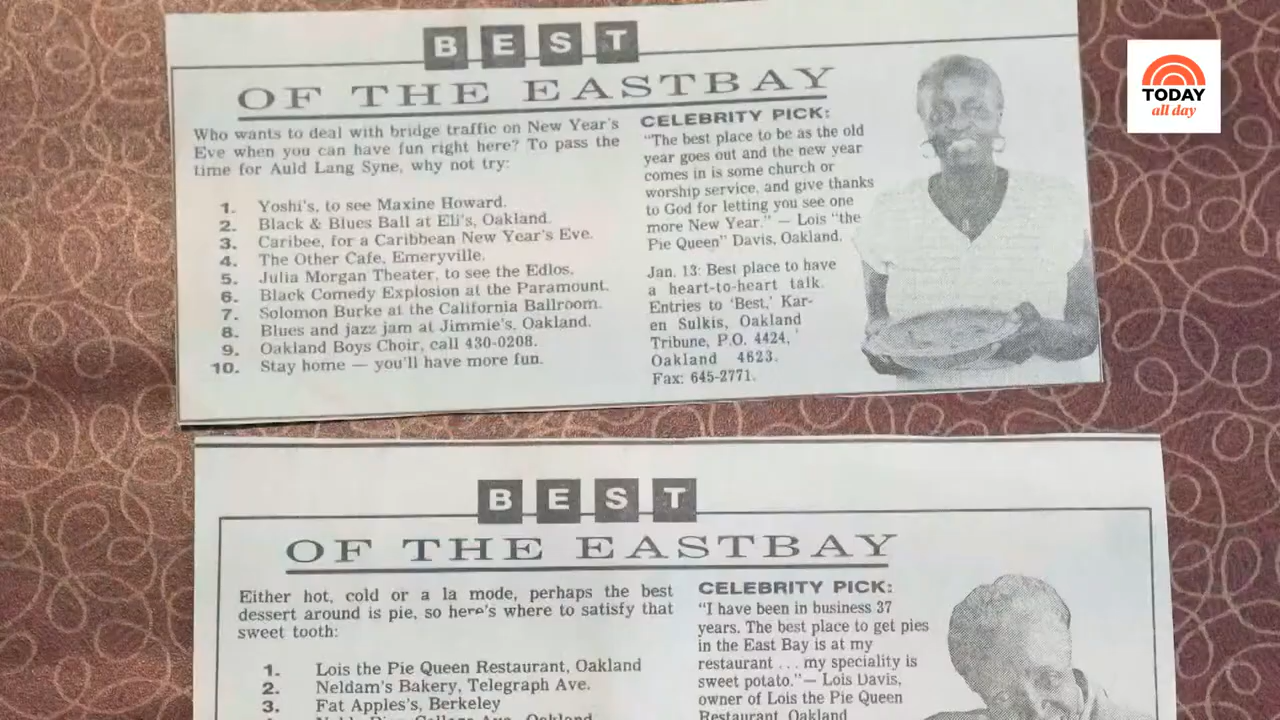 BEST
OF THE EASTBAY
Who wants to deal with bridge traffic on New Year's
Eve when you can have fun right here? To pass the
time for Auld Lang Syne, why not try:
1. Yoshi's, to see Maxine Howard.
2. Black & Blues Ball at Eli's, Oakland.
3. Caribee, for a Caribbean New Year's Eve.
4. The Other Cafe, Emeryville.
5. Julia Morgan Theater, to see the Edlos.
6. Black Comedy Explosion at the Paramount.
7. Solomon Burke at the California Ballroom.
8. Blues and jazz jam at Jimmie's, Oakland.
9. Oakland Boys Choir, call 430-0208.
10. Stay home — you'll have more fun.
CELEBRITY PICK:
"The best place to be as the old
year goes out and the new year
comes in is some church or
worship service, and give thanks
to God for letting you see one
more New Year." — Lois "the
Pie Queen" Davis, Oakland.
Jan. 13: Best place to have
a heart-to-heart talk.
Entries to 'Best,' Kar-
en Sulkis, Oakland
Tribune, P.O. 4424,
Oakland 4623.
Fax: 645-2771.
TODAY
all day
BEST
OF THE EASTBAY
Either hot, cold or a la mode, perhaps the best
dessert around is pie, so here's where to satisfy that
sweet tooth:
1. Lois the Pie Queen Restaurant, Oakland
2. Neldam's Bakery, Telegraph Ave.
3. Fat Apples's, Berkeley
CELEBRITY PICK:
"I have been in business 37
years. The best place to get pies
in the East Bay is at my
restaurant . . . my speciality is
sweet potato." — Lois Davis,
owner of Lois the Pie Queen
Restaurant, Oakland